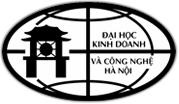 ĐẠI HỌC
KINH DOANH
VÀ CÔNG NGHỆ
HÀ NỘI